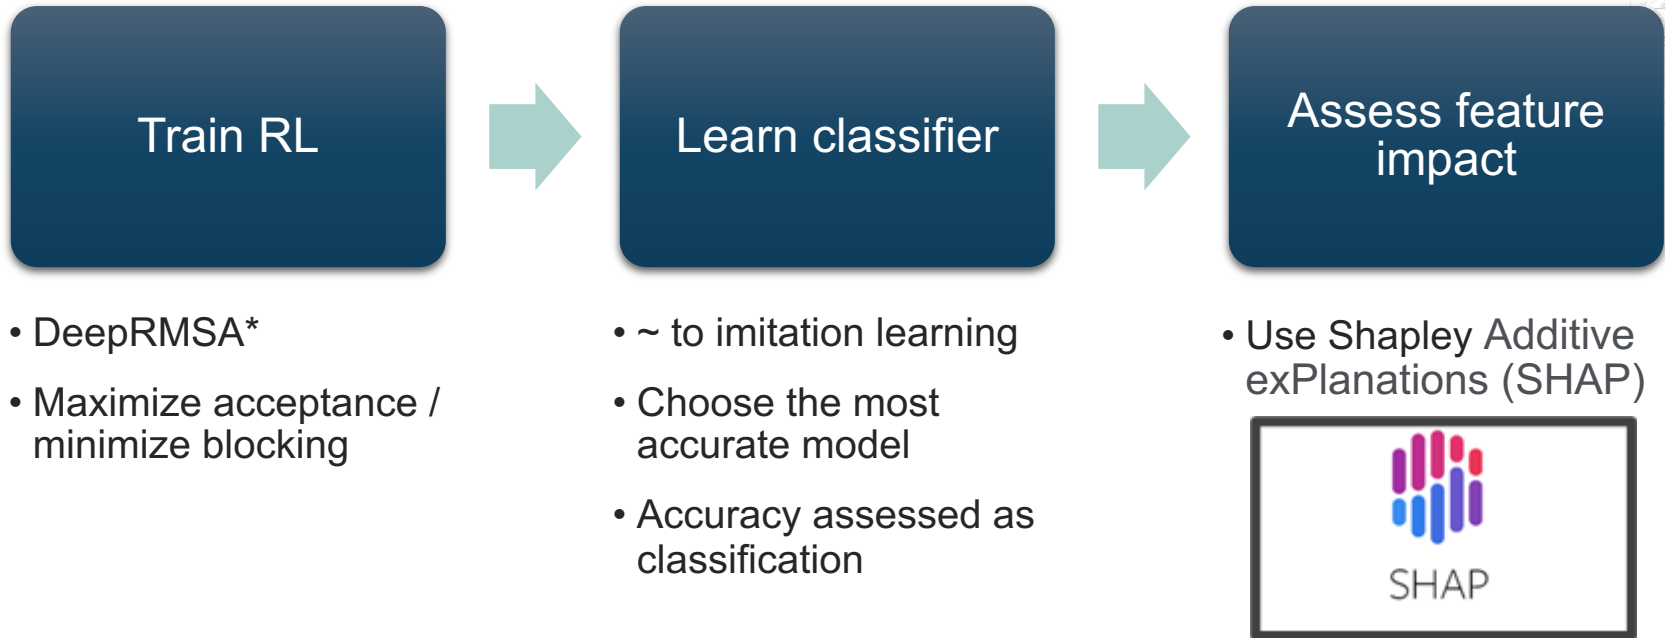 Train RL
Learn classifier
Assess feature
impact
• DeepRMSA*
• Maximize acceptance /
minimize blocking
• ~ to imitation learning
• Choose the most
accurate model
• Accuracy assessed as
classification
• Use Shapley Additive
exPlanations (SHAP)
SHAP